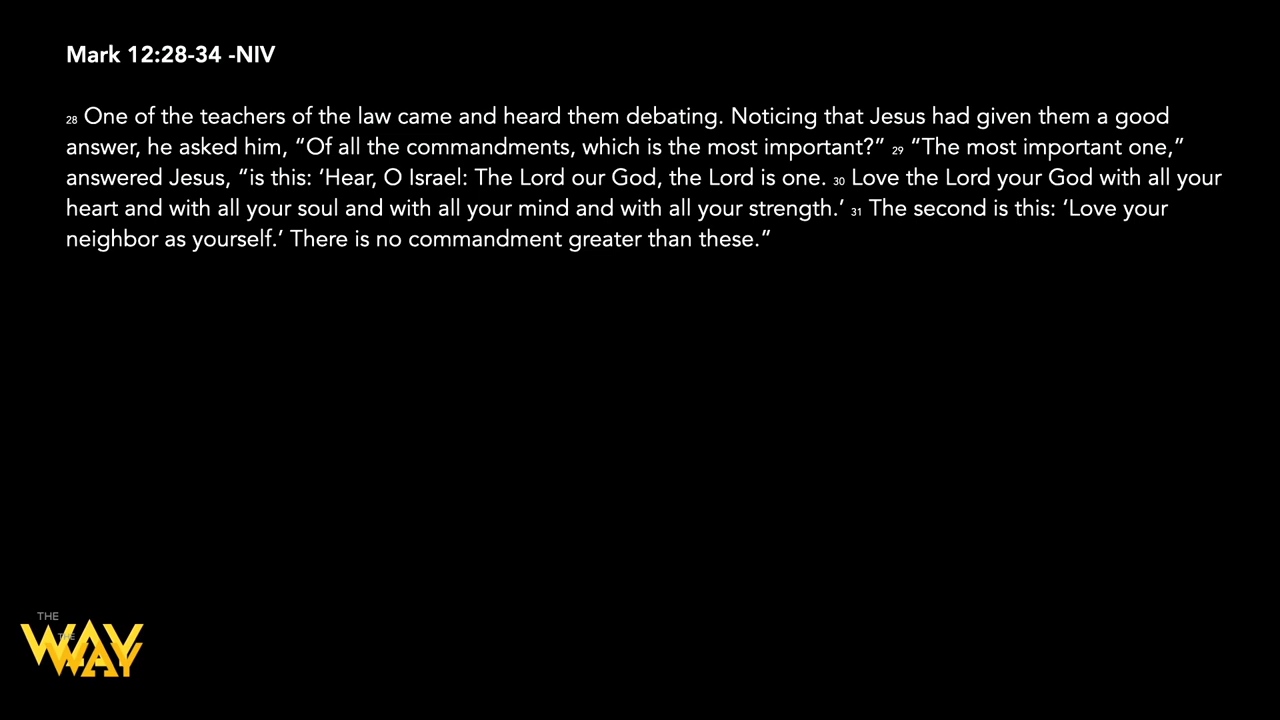 Mark 12:28-34 -NIV
28 One of the teachers of the law came and heard them debating. Noticing that Jesus had given them a good
answer, he asked him, “Of all the commandments, which is the most important?” 29 “The most important one,”
answered Jesus, “is this: ‘Hear, O Israel: The Lord our God, the Lord is one. 30 Love the Lord your God with all your
heart and with all your soul and with all your mind and with all your strength.’ 31 The second is this: ‘Love your
neighbor as yourself.’ There is no commandment greater than these.”
THE
WAY
THE
WAY